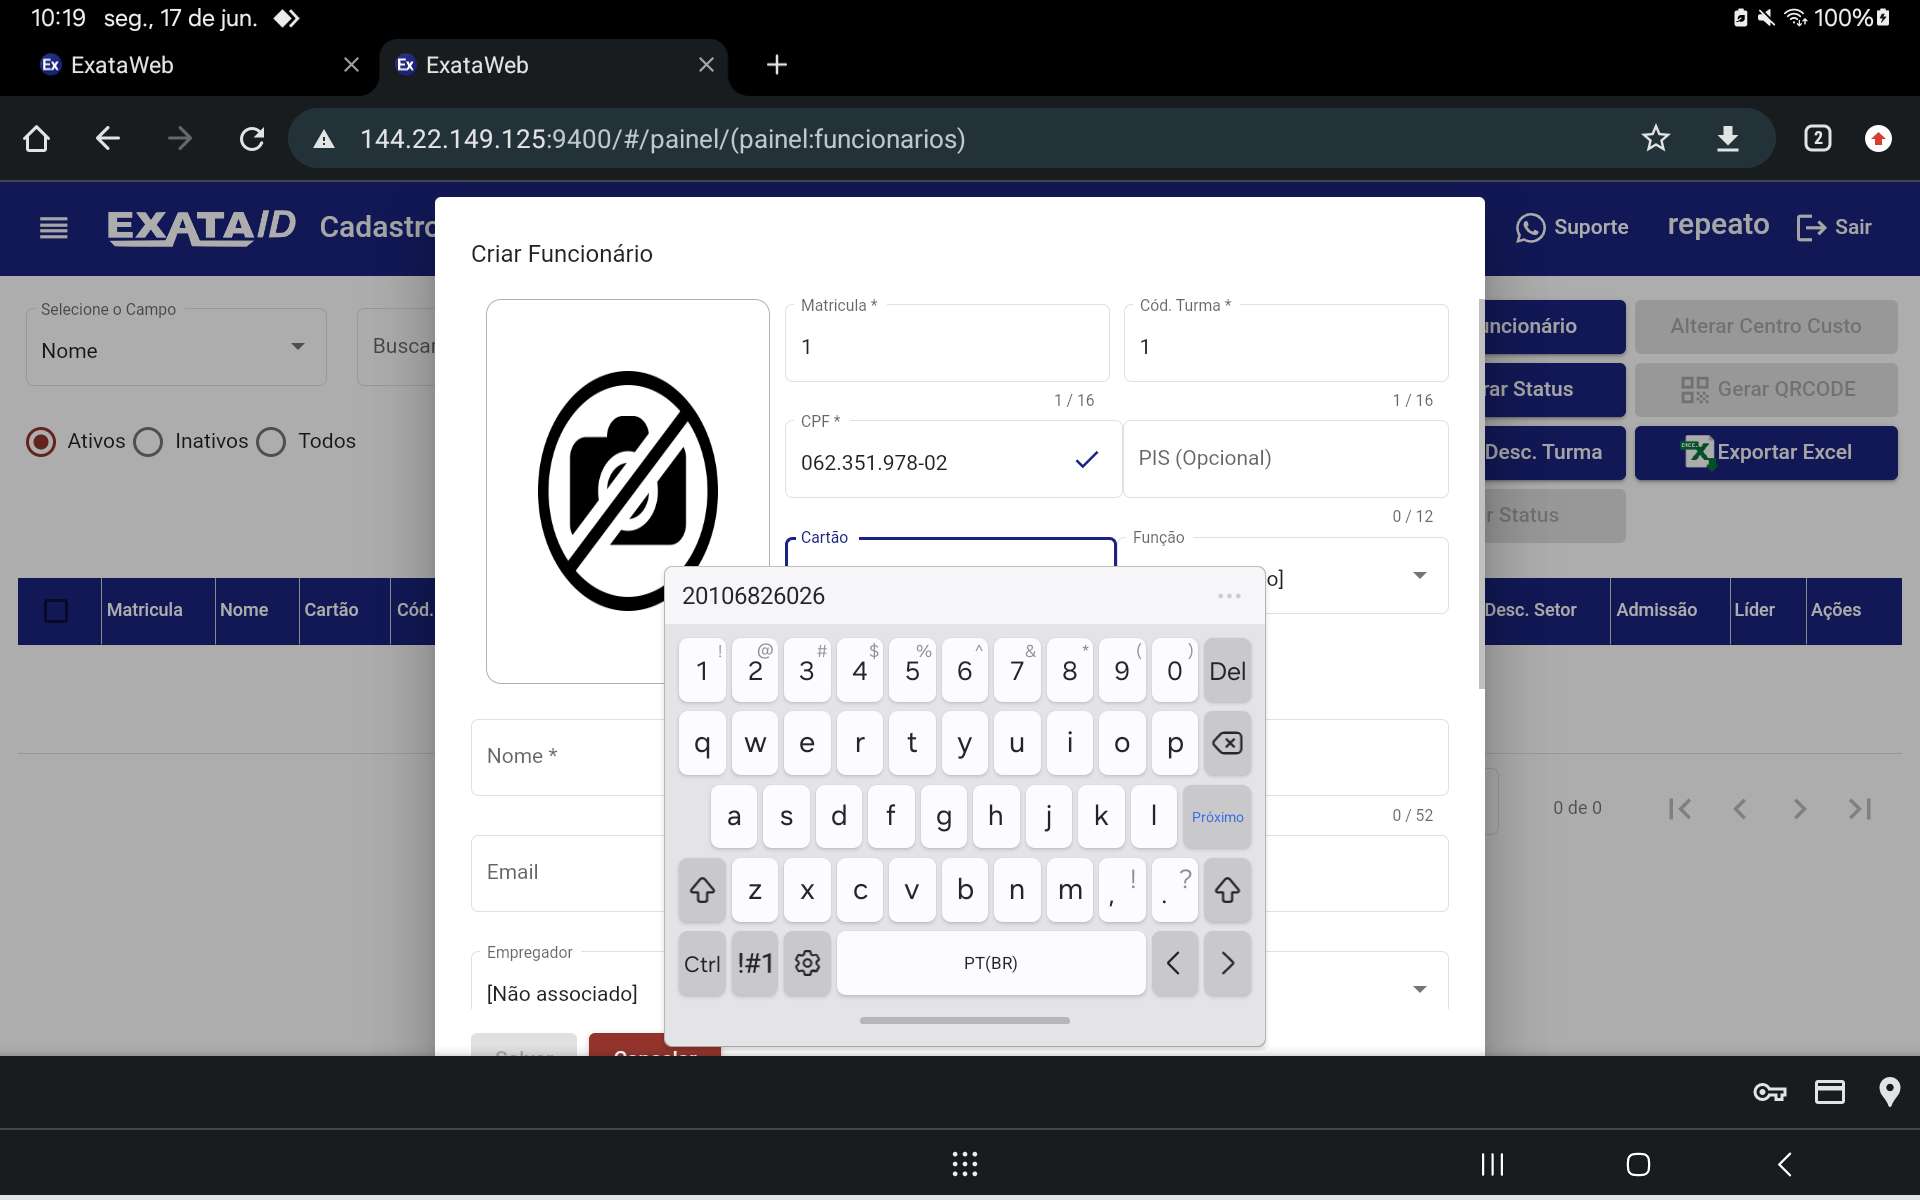 10:19 seg., 17 de jun. 100%
Ex ExataWeb Ex ExataWeb
144.22.149.125:9400/#/painel/(painel:funcionarios) 2
EXATA ID Cadastro Suporte repeato Sair
Criar Funcionário
Selecione o Campo
Nome
Buscar
Matricula *
1
1 / 16
Cód. Turma *
1
1 / 16
Alterar Centro Custo
Gerar QRCODE
Desc. Turma
Exportar Excel
Status
Ativos Inativos Todos
CPF *
062.351.978-02
PIS (Opcional)
0 / 12
Cartão
Função
o]
Matricula Nome Cartão Cód. Desc. Setor Admissão Líder Ações
20106826026
! @ # $ % ^ & * ( )
1 2 3 4 5 6 7 8 9 0 Del
q w e r t y u i o p
a s d f g h j k l Próximo
z x c v b n m , ! . ?
Ctrl !#1 PT(BR)
Nome *
0 / 52
0 de 0
Email
Empregador
[Não associado]
Cancelar